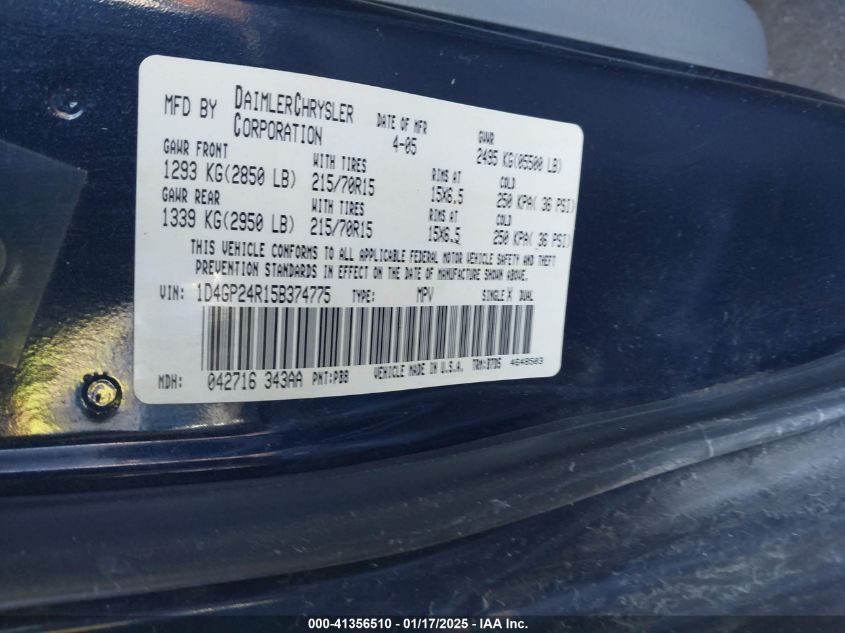 MFD BY DAIMLERCHRYSLER CORPORATION DATE OF MFR 4-05 GVWR 2495 KG(05500 LB)
GAWR FRONT WITH TIRES RIMS AT COLD
1293 KG(2850 LB) 215/70R15 15X6.5 250 KPA( 36 PSI)
GAWR REAR WITH TIRES RIMS AT COLD
1339 KG(2950 LB) 215/70R15 15X6.5 250 KPA( 36 PSI)
THIS VEHICLE CONFORMS TO ALL APPLICABLE FEDERAL MOTOR VEHICLE SAFETY AND THEFT
PREVENTION STANDARDS IN EFFECT ON THE DATE OF MANUFACTURE SHOWN ABOVE.
VIN: 1D4GP24R15B374775 TYPE: MPV SINGLE X DUAL
MDH: 042716 343AA PNT:PBB VEHICLE MADE IN U.S.A. TRM:D7D5 4648503
000-41356510 - 01/17/2025 - IAA Inc.